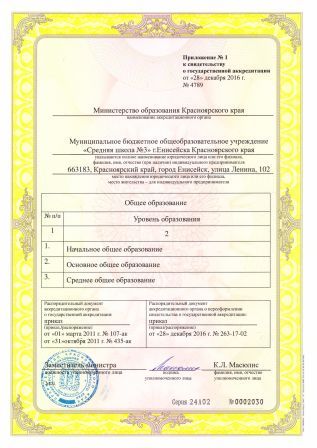 Приложение № 1
к свидетельству
о государственной аккредитации
от «28» декабря 2016 г.
№ 4789
Министерство образования Красноярского края
наименование аккредитационного органа
Муниципальное бюджетное общеобразовательное учреждение
«Средняя школа №3» г.Енисейска Красноярского края
указываются полное наименование юридического лица или его филиала,
фамилия, имя, отчество (при наличии) индивидуального предпринимателя
663183, Красноярский край, город Енисейск, улица Ленина, 102
место нахождения юридического лица или его филиала,
место жительства – для индивидуального предпринимателя
Общее образование
№ п/п Уровень образования
1 2
1. Начальное общее образование
2. Основное общее образование
3. Среднее общее образование
Распорядительный документ
аккредитационного органа
о государственной аккредитации:
приказ
(приказ/распоряжение)
от «01» марта 2011 г. № 107-ак
от «31»октября 2011 г. № 435-ак
Распорядительный документ
аккредитационного органа о переоформлении
свидетельства о государственной аккредитации:
приказ
(приказ/распоряжение)
от «28» декабря 2016 г. № 263-17-02
Заместитель министра К.Л. Масюлис
должность уполномоченного лица
подпись уполномоченного лица
фамилия, имя, отчество уполномоченного лица
Серия 24А02 № 0002030